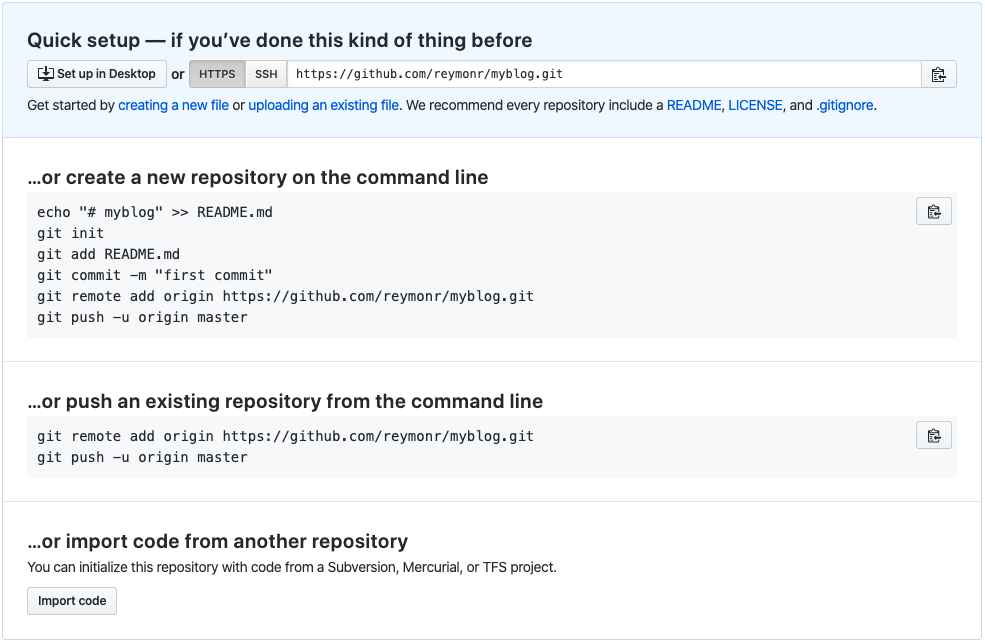 Quick setup — if you’ve done this kind of thing before
Set up in Desktop or HTTPS SSH https://github.com/reymonr/myblog.git
Get started by creating a new file or uploading an existing file. We recommend every repository include a README, LICENSE, and .gitignore.
…or create a new repository on the command line
echo "# myblog" >> README.md
git init
git add README.md
git commit -m "first commit"
git remote add origin https://github.com/reymonr/myblog.git
git push -u origin master
…or push an existing repository from the command line
git remote add origin https://github.com/reymonr/myblog.git
git push -u origin master
…or import code from another repository
You can initialize this repository with code from a Subversion, Mercurial, or TFS project.
Import code